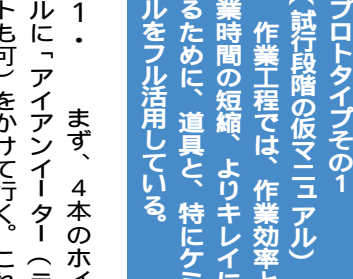 プロトタイプその1
(試行段階の仮マニュアル)
作業工程では、作業効率と
業時間の短縮、よりキレイに
るために、道具と、特にケミ
ルをフル活用している。
1. まず、4本のホイ
ルに「アイアンイーター(ラ
トも可)をかけて行く。これ